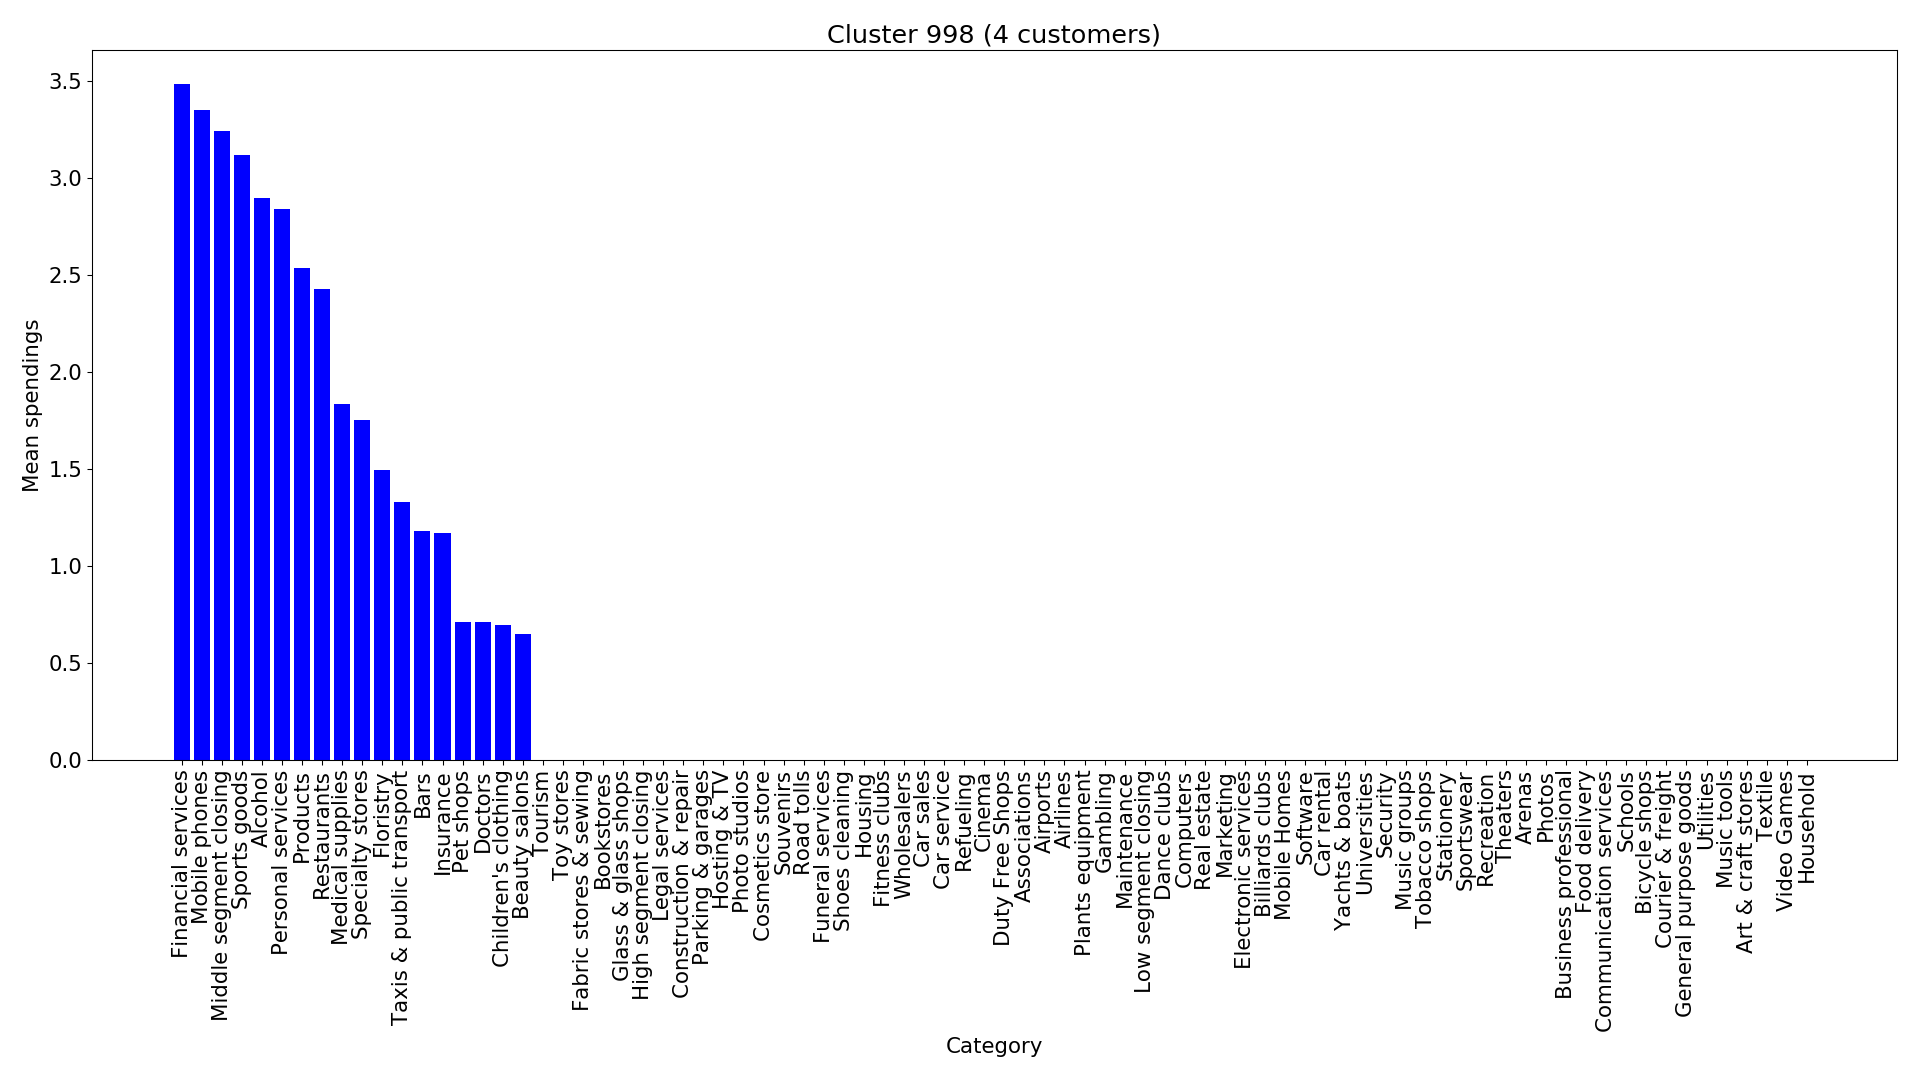 Cluster 998 (4 customers)
Mean spendings
3.5
3.0
2.5
2.0
1.5
1.0
0.5
0.0
Financial services
Mobile phones
Middle segment closing
Sports goods
Alcohol
Personal services
Products
Restaurants
Medical supplies
Specialty stores
Floristry
Taxis & public transport
Bars
Insurance
Pet shops
Doctors
Children's clothing
Beauty salons
Tourism
Toy stores
Fabric stores & sewing
Bookstores
Glass & glass shops
High segment closing
Legal services
Construction & repair
Parking & garages
Hosting & TV
Photo studios
Cosmetics store
Souvenirs
Road tolls
Funeral services
Shoes cleaning
Housing
Fitness clubs
Wholesalers
Car sales
Car service
Refueling
Cinema
Duty Free Shops
Associations
Airports
Airlines
Plants equipment
Gambling
Maintenance
Low segment closing
Dance clubs
Computers
Real estate
Marketing
Electronic services
Billiards clubs
Mobile Homes
Software
Car rental
Yachts & boats
Universities
Security
Music groups
Tobacco shops
Stationery
Sportswear
Recreation
Theaters
Arenas
Photos
Business professional
Food delivery
Communication services
Schools
Bicycle shops
Courier & freight
General purpose goods
Utilities
Music tools
Art & craft stores
Textile
Video Games
Household
Category